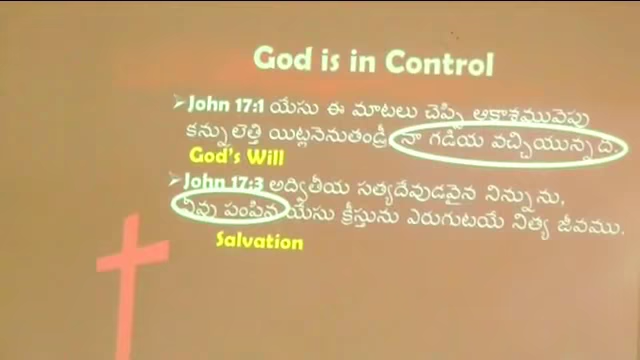 God is in Control
➢John 17:1 యేసు ఈ మాటలు చెప్పి ఆకాశమువైపు
కన్నులెత్తి యిట్లనెనుతండ్రీ నా గడియ వచ్చియున్నది.
God's Will
➢John 17:3 అద్వితీయ సత్యదేవుడవైన నిన్నును,
నీవు పంపిన యేసు క్రీస్తును ఎరుగుటయే నిత్య జీవము.
Salvation